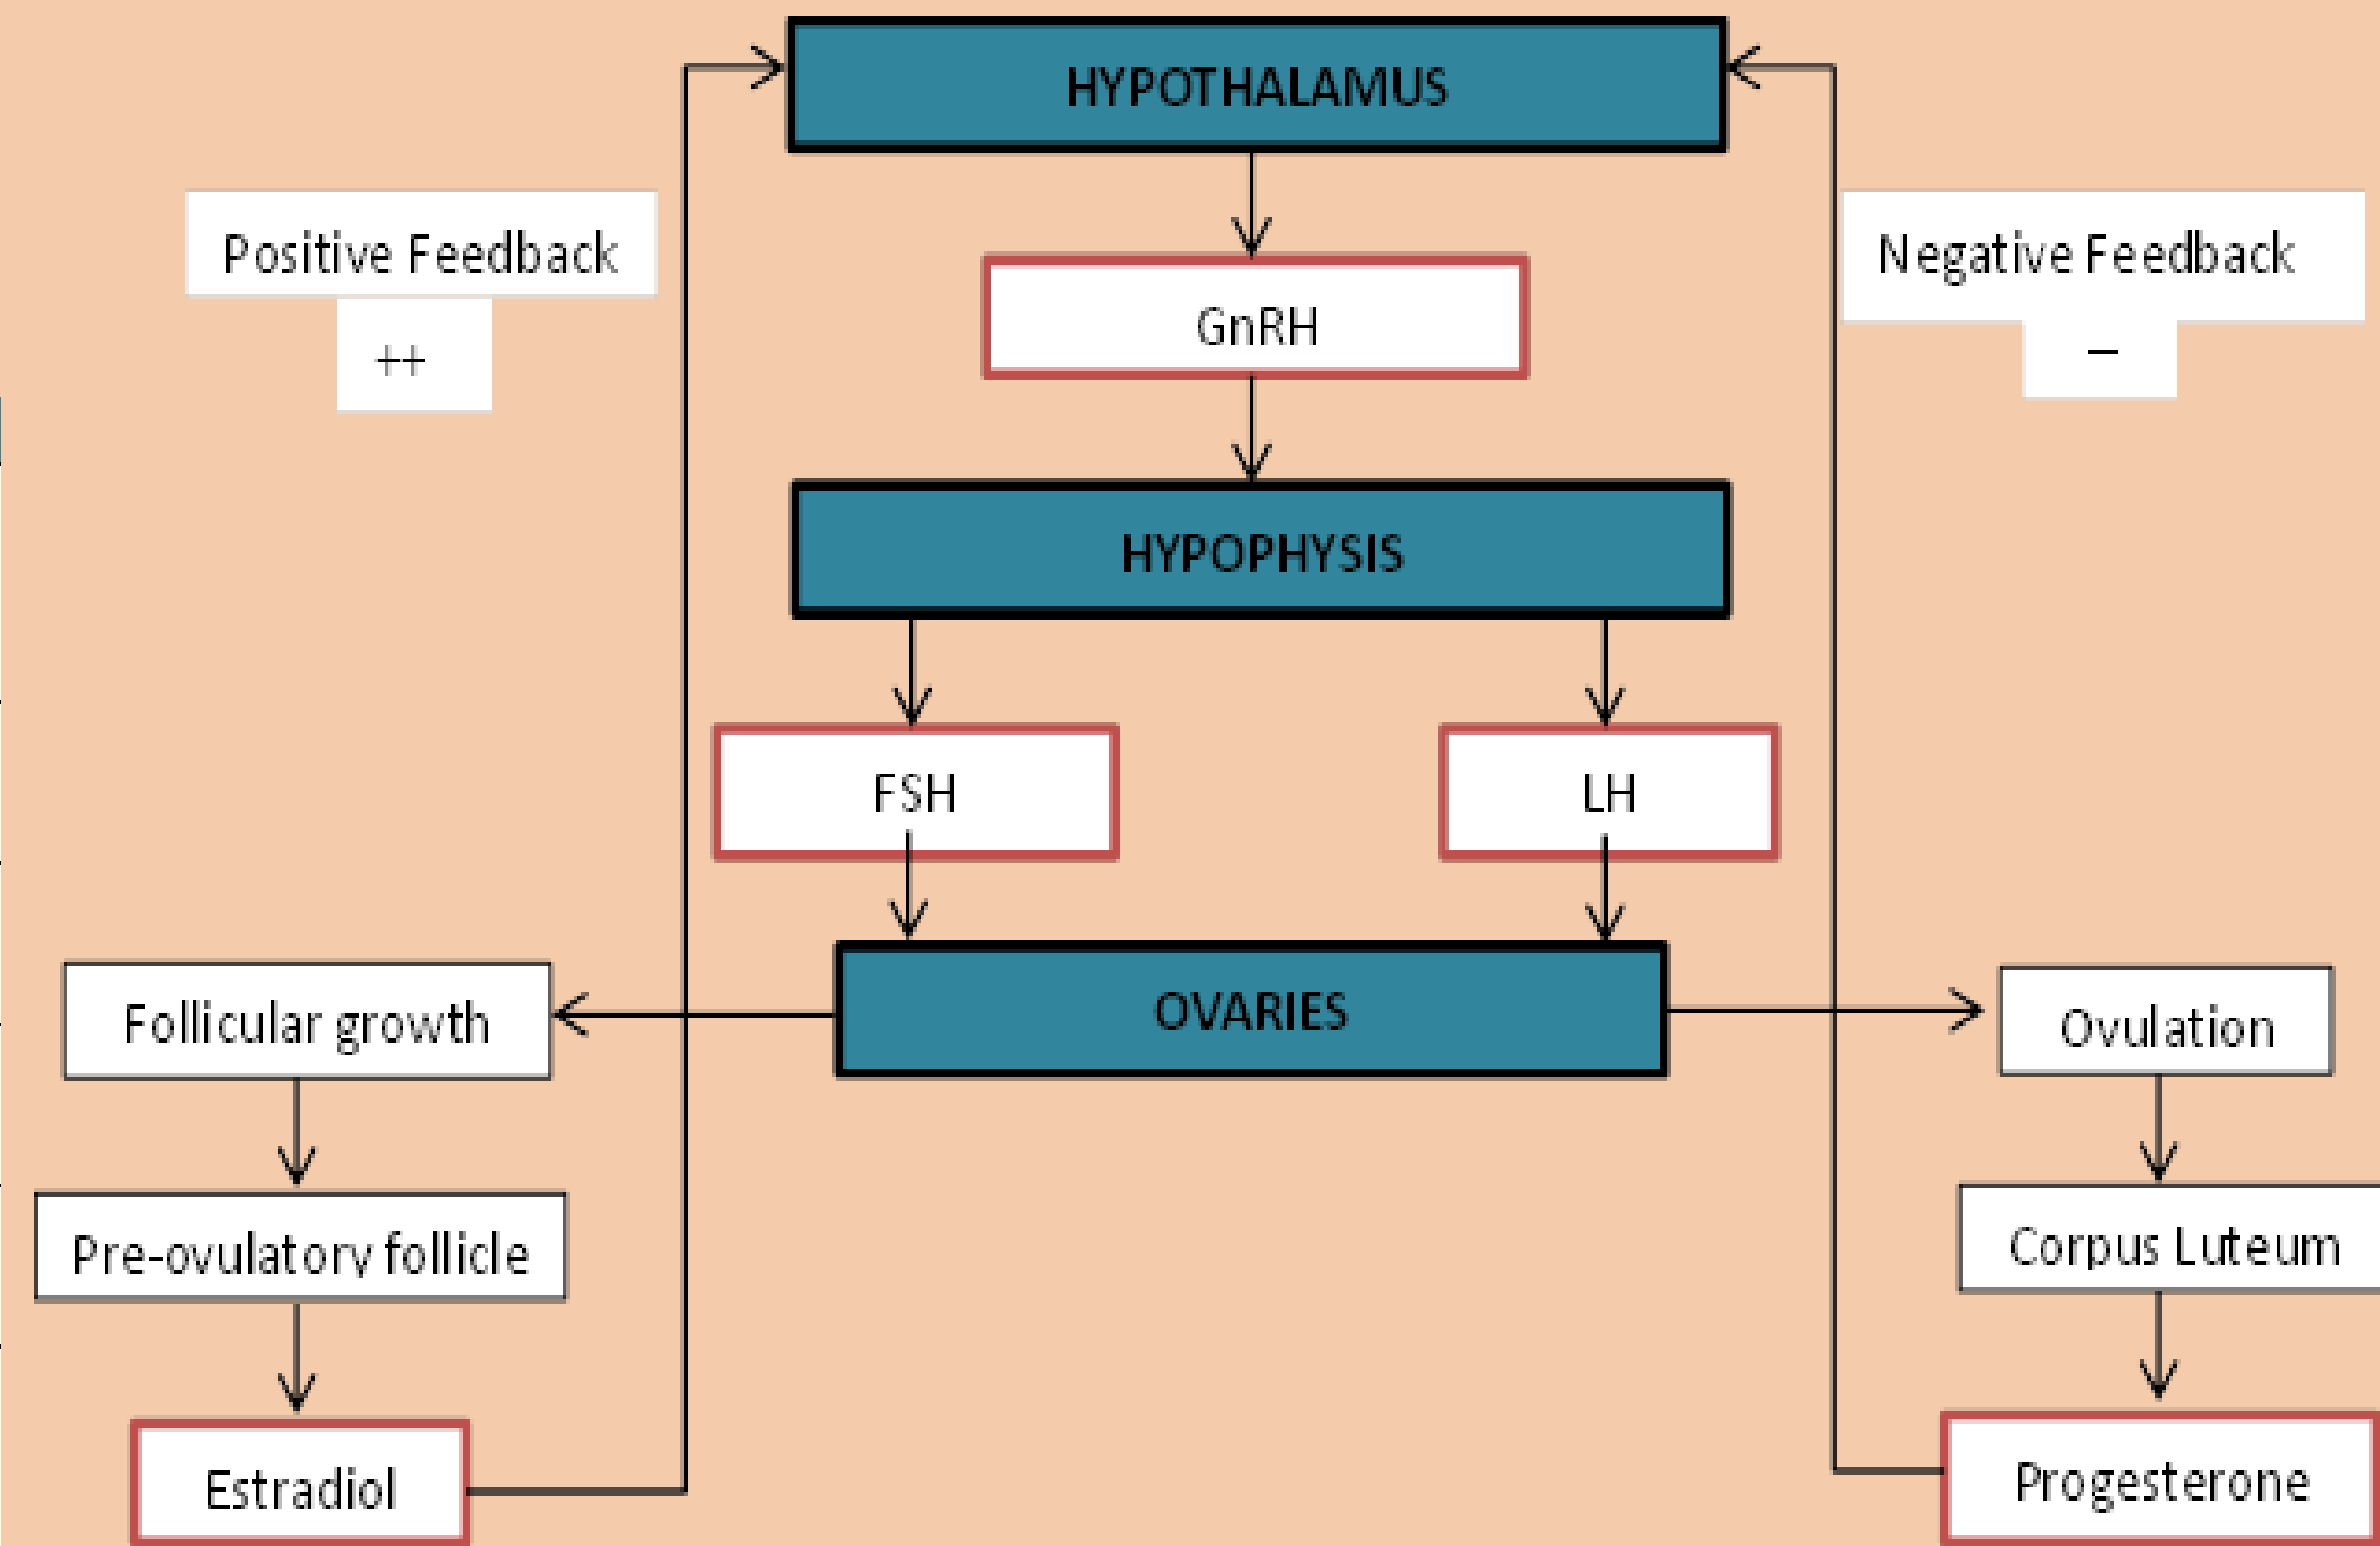 HYPOTHALAMUS
Positive Feedback
++
Negative Feedback
–
GnRH
HYPOPHYSIS
FSH
LH
OVARIES
Follicular growth
Ovulation
Pre-ovulatory follicle
Corpus Luteum
Estradiol
Progesterone